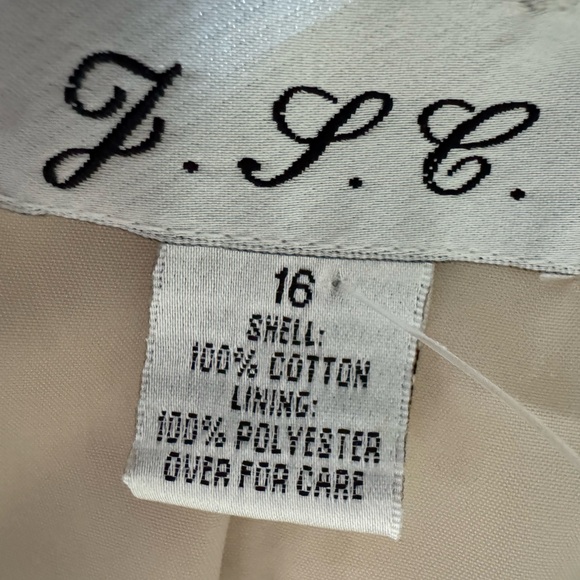 J. S. C.
16
SHELL:
100% COTTON
LINING:
100% POLYESTER
OVER FOR CARE